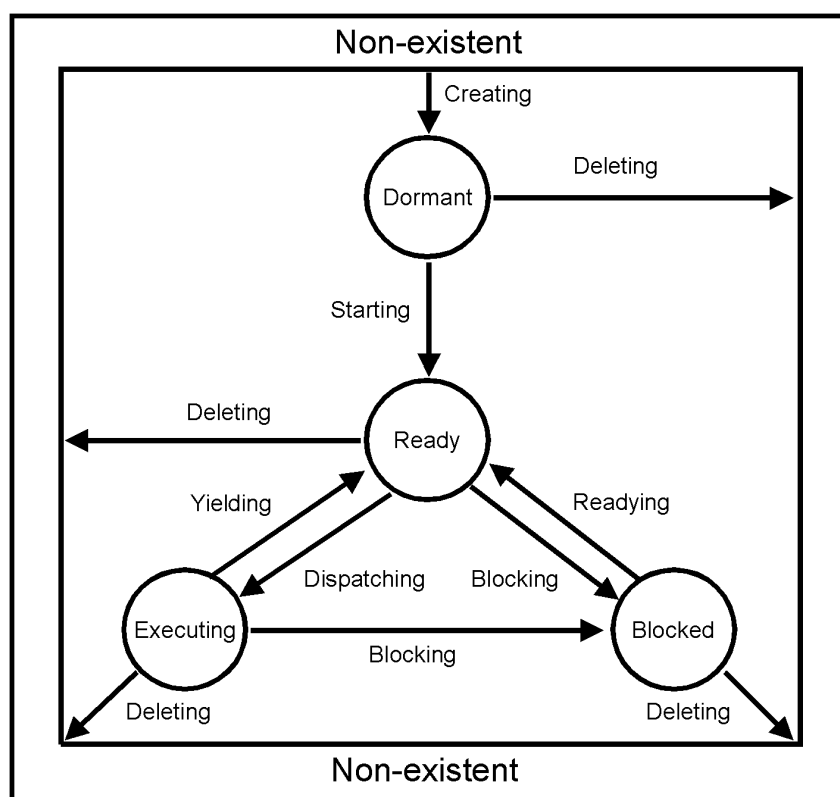 Non-existent
Creating
Deleting
Dormant
Starting
Deleting
Ready
Yielding
Readying
Dispatching
Blocking
Executing
Blocked
Blocking
Deleting
Deleting
Non-existent